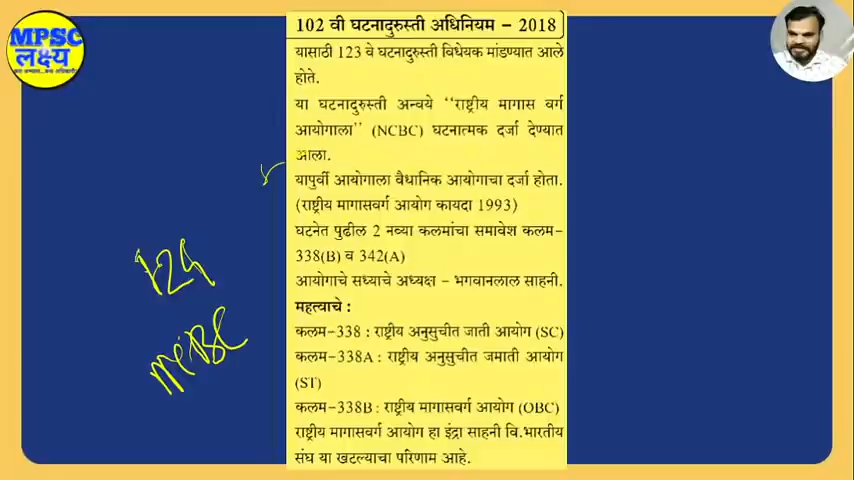 MPSC
लक्ष्य
102 वी घटनादुरुस्ती अधिनियम - 2018
यासाठी 123 वे घटनादुरुस्ती विधेयक मांडण्यात आले
होते.
या घटनादुरुस्ती अन्वये "राष्ट्रीय मागास वर्ग
आयोगाला" (NCBC) घटनात्मक दर्जा देण्यात
आला.
यापुर्वी आयोगाला वैधानिक आयोगाचा दर्जा होता.
(राष्ट्रीय मागासवर्ग आयोग कायदा 1993)
घटनेत पुढील 2 नव्या कलमांचा समावेश कलम-
338(B) व 342(A)
आयोगाचे सध्याचे अध्यक्ष - भगवानलाल साहनी.
महत्वाचे :
कलम-338 : राष्ट्रीय अनुसुचीत जाती आयोग (SC)
कलम-338A : राष्ट्रीय अनुसुचीत जमाती आयोग
(ST)
कलम-338B : राष्ट्रीय मागासवर्ग आयोग (OBC)
राष्ट्रीय मागासवर्ग आयोग हा इंद्रा साहनी वि.भारतीय
संघ या खटल्याचा परिणाम आहे.